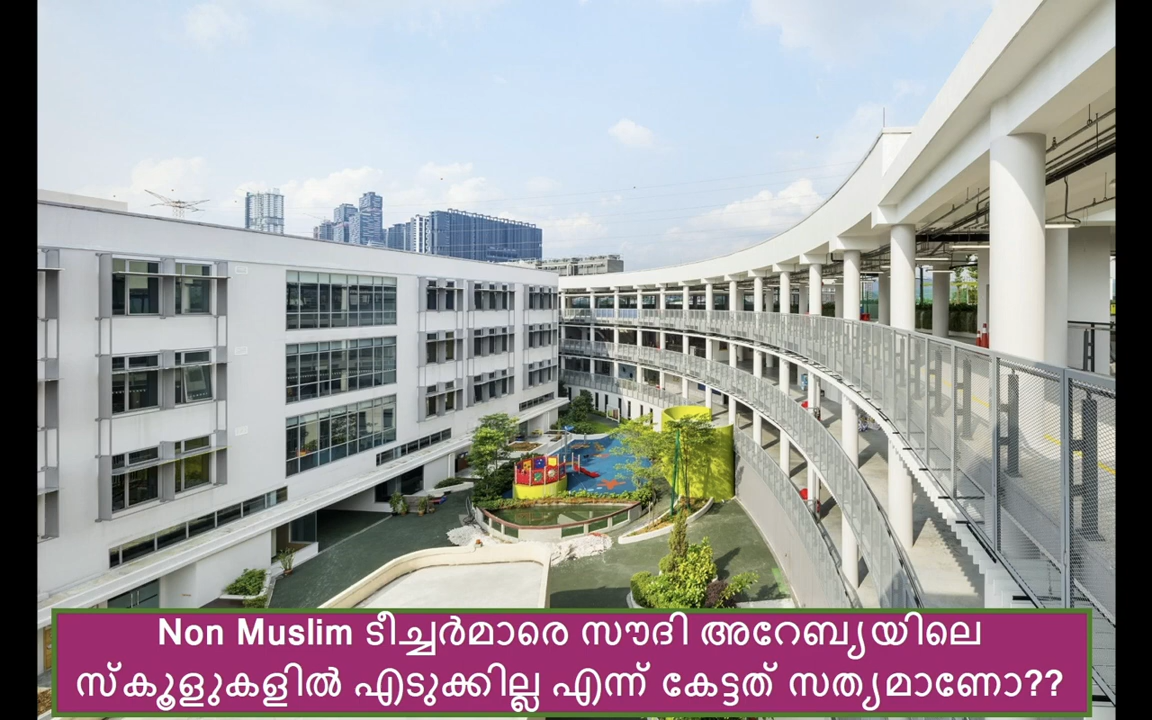 Non Muslim ടീച്ചർമാരെ സൗദി അറേബ്യയിലെ
സ്കൂളുകളിൽ എടുക്കില്ല എന്ന് കേട്ടത് സത്യമാണോ??